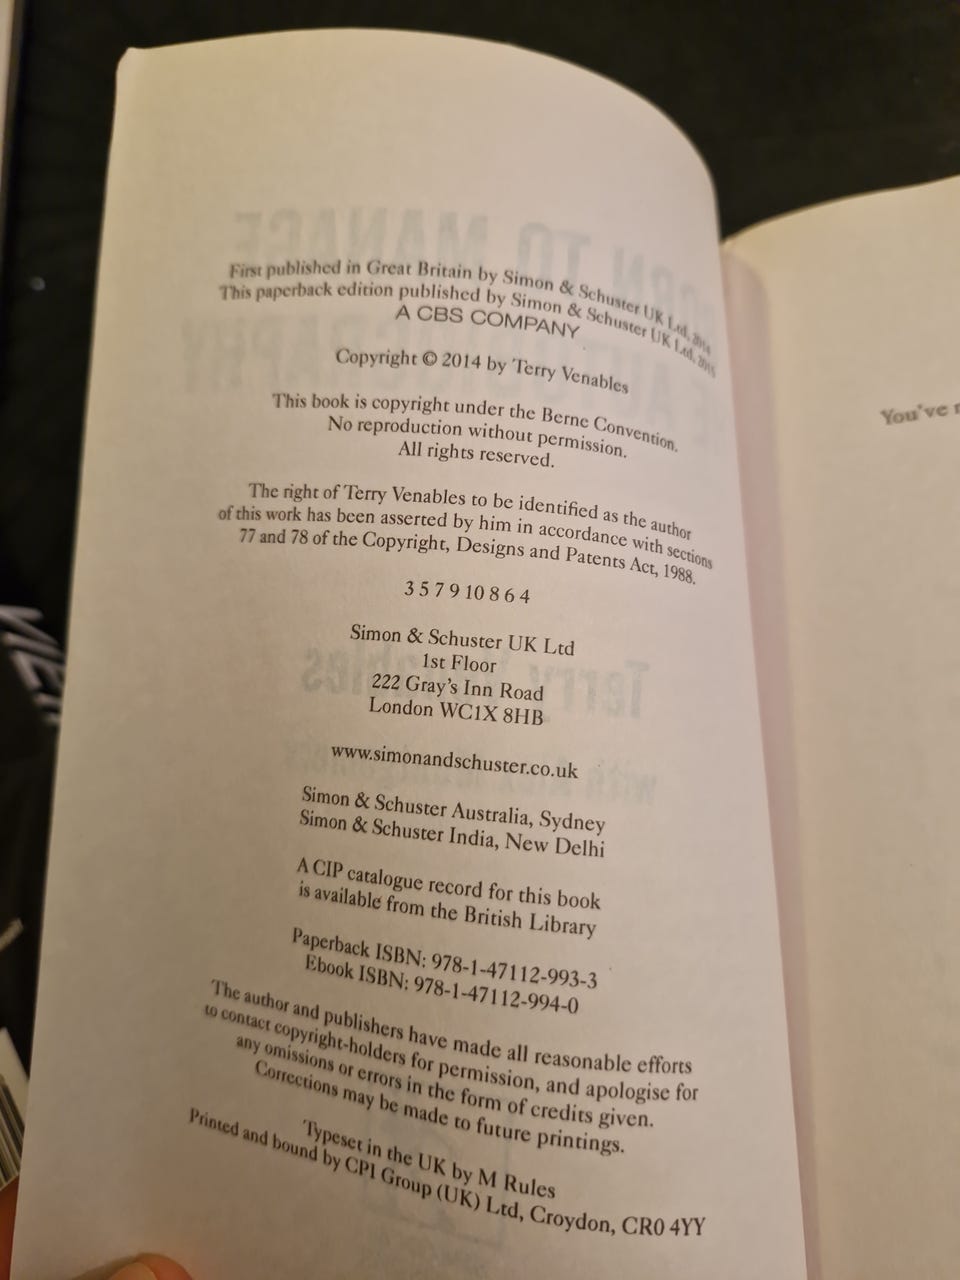 First published in Great Britain by Simon & Schuster UK Ltd, 2014
This paperback edition published by Simon & Schuster UK Ltd, 2015
A CBS COMPANY
Copyright © 2014 by Terry Venables
This book is copyright under the Berne Convention.
No reproduction without permission.
All rights reserved.
The right of Terry Venables to be identified as the author
of this work has been asserted by him in accordance with sections
77 and 78 of the Copyright, Designs and Patents Act, 1988.
3 5 7 9 10 8 6 4
Simon & Schuster UK Ltd
1st Floor
222 Gray's Inn Road
London WC1X 8HB
www.simonandschuster.co.uk
Simon & Schuster Australia, Sydney
Simon & Schuster India, New Delhi
A CIP catalogue record for this book
is available from the British Library
Paperback ISBN: 978-1-47112-993-3
Ebook ISBN: 978-1-47112-994-0
The author and publishers have made all reasonable efforts
to contact copyright-holders for permission, and apologise for
any omissions or errors in the form of credits given.
Corrections may be made to future printings.
Typeset in the UK by M Rules
Printed and bound by CPI Group (UK) Ltd, Croydon, CR0 4YY
You've